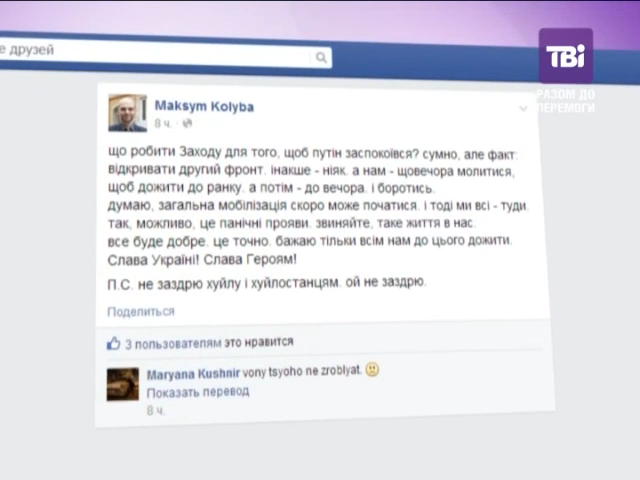 е друзей
ТВі
РАЗОМ ДО
ПЕРЕМОГИ
Maksym Kolyba
8 ч.
що робити Заходу для того, щоб путін заспокоївся? сумно, але факт:
відкривати другий фронт. інакше - ніяк. а нам - щовечора молитися,
щоб дожити до ранку. а потім - до вечора. і боротись.
думаю, загальна мобілізація скоро може початися. і тоді ми всі - туди.
так, можливо, це панічні прояви. звиняйте, таке життя в нас.
все буде добре. це точно. бажаю тільки всім нам до цього дожити.
Слава Україні! Слава Героям!
П.С. не заздрю хуйлу і хуйлостанцям. ой не заздрю.
Поделиться
3 пользователям это нравится
Maryana Kushnir vony tsyoho ne zroblyat.
Показать перевод
8 ч.